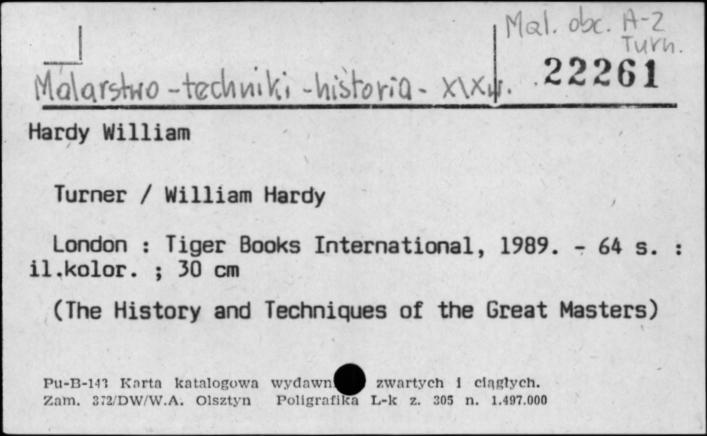 Mal. obc. A-Z
Turn.
22261
Malarstwo - techniki - historia - XIX w.
Hardy William
Turner / William Hardy
London : Tiger Books International, 1989. - 64 s. :
il.kolor. ; 30 cm
(The History and Techniques of the Great Masters)
Pu-B-143 Karta katalogowa zwartych i ciągłych.
Zam. 372/DW/W.A. Olsztyn Poligrafika L-k z. 305 n. 1.497.000